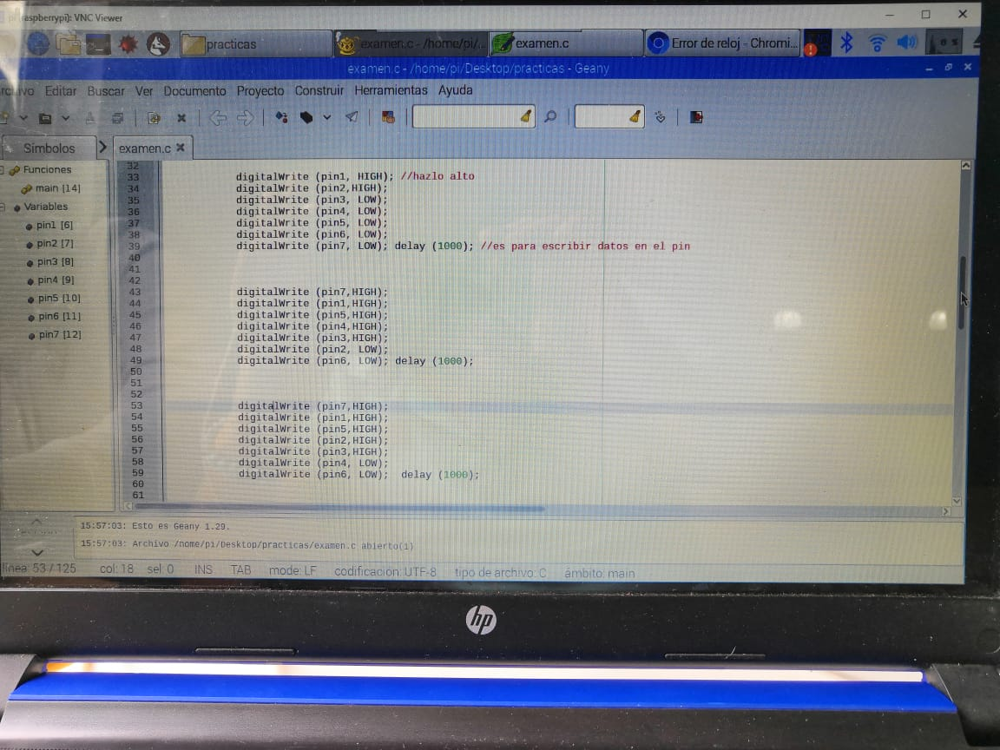 raspberrypi): VNC Viewer
practicas
examen.c - /home/pi/...
examen.c
Error de reloj - Chromi...
0 %
examen.c - /home/pi/Desktop/practicas - Geany
Editar Buscar Ver Documento Proyecto Construir Herramientas Ayuda
Símbolos
examen.c
Funciones
main [14]
Variables
pin1 [6]
pin2 [7]
pin3 [8]
pin4 [9]
pin5 [10]
pin6 [11]
pin7 [12]
32
33 digitalWrite (pin1, HIGH); //hazlo alto
34 digitalWrite (pin2,HIGH);
35 digitalWrite (pin3, LOW);
36 digitalWrite (pin4, LOW);
37 digitalWrite (pin5, LOW);
38 digitalWrite (pin6, LOW);
39 digitalWrite (pin7, LOW); delay (1000); //es para escribir datos en el pin
40
41
42
43 digitalWrite (pin7,HIGH);
44 digitalWrite (pin1,HIGH);
45 digitalWrite (pin5,HIGH);
46 digitalWrite (pin4,HIGH);
47 digitalWrite (pin3,HIGH);
48 digitalWrite (pin2, LOW);
49 digitalWrite (pin6, LOW); delay (1000);
50
51
52
53 digitalWrite (pin7,HIGH);
54 digitalWrite (pin1,HIGH);
55 digitalWrite (pin5,HIGH);
56 digitalWrite (pin2,HIGH);
57 digitalWrite (pin3,HIGH);
58 digitalWrite (pin4, LOW);
59 digitalWrite (pin6, LOW); delay (1000);
60
61
15:57:03: Esto es Geany 1.29.
15:57:03: Archivo /home/pi/Desktop/practicas/examen.c abierto(1)
línea: 53 / 125 col: 18 sel: 0 INS TAB mode: LF codificación: UTF-8 tipo de archivo: C ámbito: main
hp